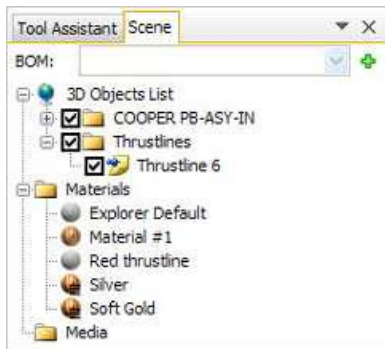 Tool Assistant Scene
BOM:
3D Objects List
COOPER PB-ASY-IN
Thrustlines
Thrustline 6
Materials
Explorer Default
Material #1
Red thrustline
Silver
Soft Gold
Media